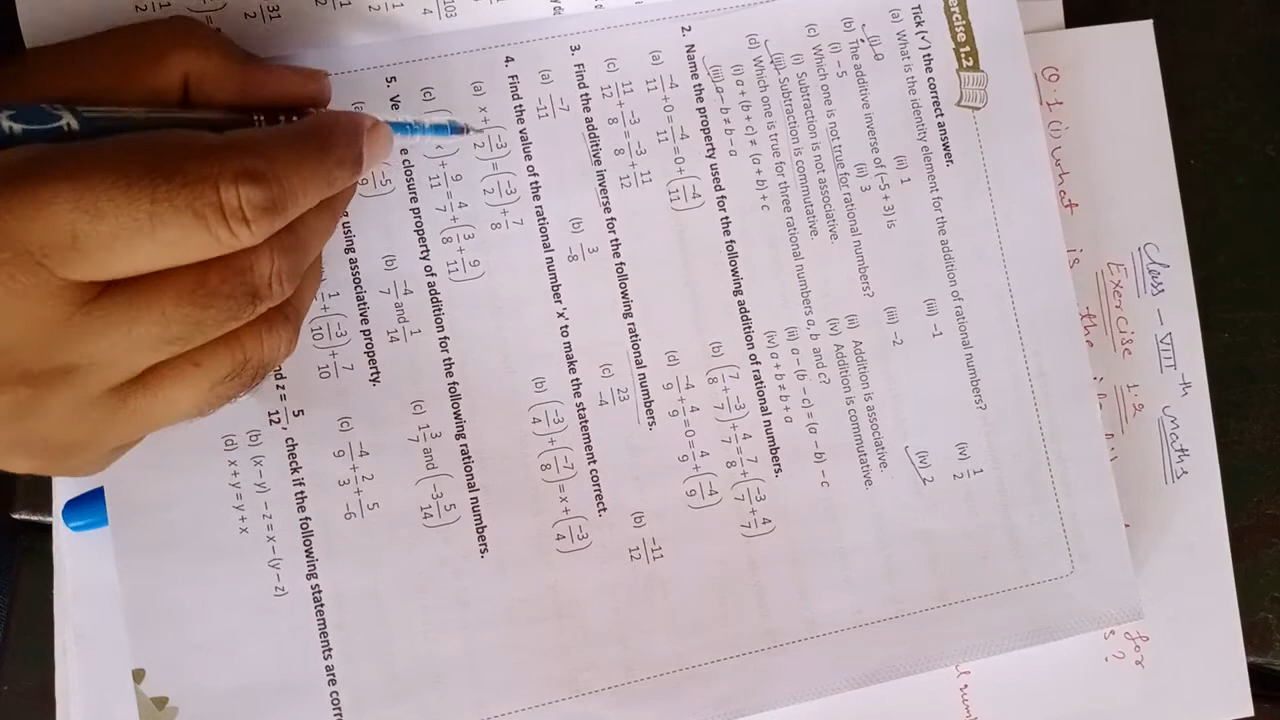 Class - VIIIth Maths
Exercise 1.2
Q.1 (i) what is the
for
s?
ercise 1.2
Tick (✓) the correct answer.
(a) What is the identity element for the addition of rational numbers?
(i) 0 (ii) 1 (iii) –1 (iv) 1/2
(b) The additive inverse of (–5 + 3) is
(i) –5 (ii) 3 (iii) –2 (iv) 2
(c) Which one is not true for rational numbers?
(i) Subtraction is not associative. (ii) Addition is associative.
(iii) Subtraction is commutative. (iv) Addition is commutative.
(d) Which one is true for three rational numbers a, b and c?
(i) a + (b + c) ≠ (a + b) + c (ii) a – (b – c) = (a – b) – c
(iii) a – b ≠ b – a (iv) a + b ≠ b + a
2. Name the property used for the following addition of rational numbers.
(a) –4/11 + 0 = –4/11 = 0 + (–4/11) (b) (7/8 + –3/7) + 4/7 = 7/8 + (–3/7 + 4/7)
(c) 11/12 + –3/8 = –3/8 + 11/12 (d) –4/9 + 4/9 = 0 = 4/9 + (–4/9)
3. Find the additive inverse for the following rational numbers.
(a) –7/–11 (b) 3/–8 (c) 23/–4 (b) –11/12
4. Find the value of the rational number 'x' to make the statement correct.
(a) x + (–3/2) = (–3/2) + 7/8 (b) (–3/4) + (–7/8) = x + (–3/4)
(c) + 9/11 = 4/7 + (3/8 + 9/11)
5. Ve e closure property of addition for the following rational numbers.
(–5/9) (b) –4/7 and 1/14 (c) 1 3/7 and (–3 5/14)
using associative property.
1/ + (–3/10) + 7/10 (c) –4/9 + 2/3 + 5/–6
nd z = 5/12, check if the following statements are corr
(b) (x – y) – z = x – (y – z)
(d) x + y = y + x